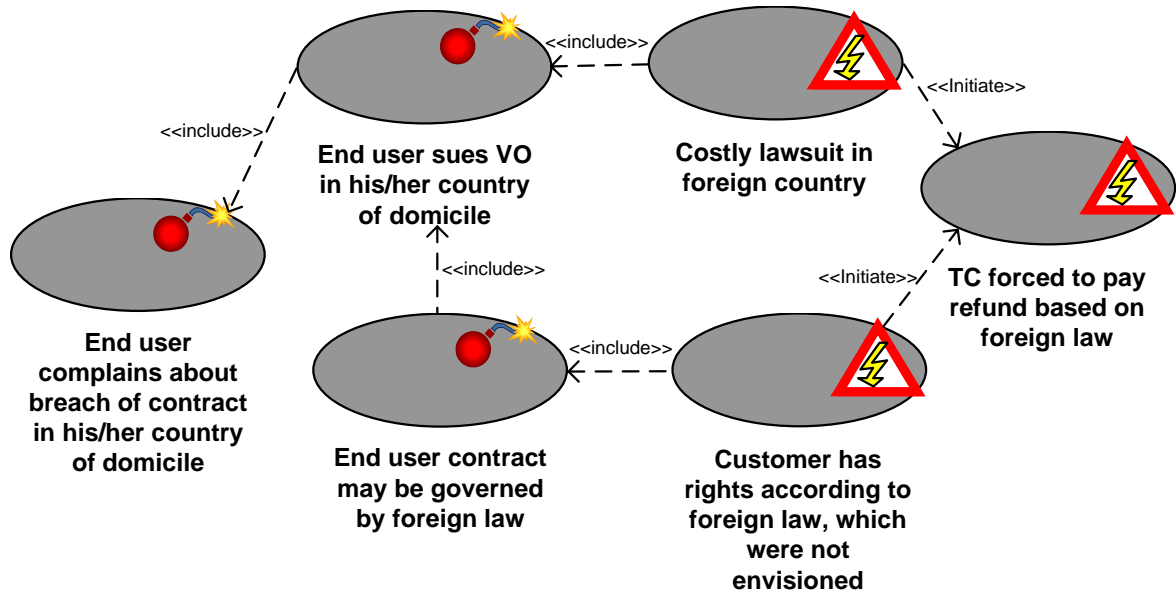 <<include>>
<<Initiate>>
<<include>>
End user sues VO
in his/her country
of domicile
Costly lawsuit in
foreign country
<<include>>
<<Initiate>>
TC forced to pay
refund based on
foreign law
End user
complains about
breach of contract
in his/her country
of domicile
<<include>>
End user contract
may be governed
by foreign law
Customer has
rights according to
foreign law, which
were not
envisioned